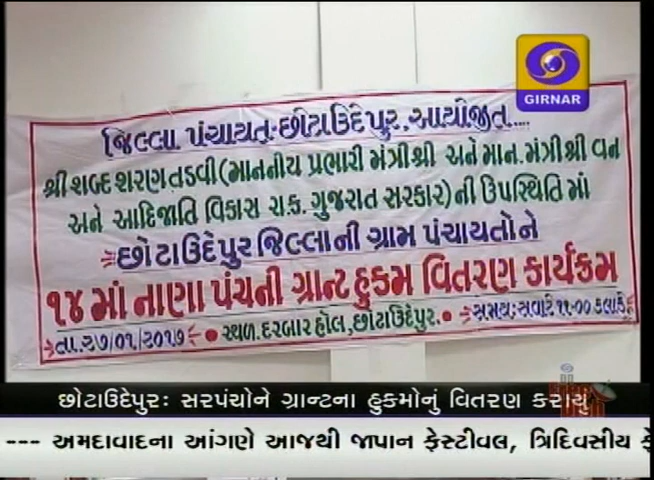 GIRNAR
જિલ્લા પંચાયત-છોટાઉદેપુર, આયોજીત....
શ્રી શબ્દ શરણ તડવી (માનનીય પ્રભારી મંત્રીશ્રી અને માન. મંત્રીશ્રી વન
અને આદિજાતિ વિકાસ રા.ક. ગુજરાત સરકાર) ની ઉપસ્થિતિ માં
છોટાઉદેપુર જિલ્લાની ગ્રામ પંચાયતો ને
૧૪ માં નાણા પંચની ગ્રાન્ટ હુકમ વિતરણ કાર્યક્રમ
તા.૨૭/૦૧/૨૦૧૭ સ્થળ. દરબાર હોલ, છોટાઉદેપુર. સમય: સવારે ૧૧:૦૦ કલાકે
છોટાઉદેપુર: સરપંચોને ગ્રાન્ટના હુકમોનું વિતરણ કરાયું
--- અમદાવાદના આંગણે આજથી જાપાન ફેસ્ટીવલ, ત્રિદિવસીય